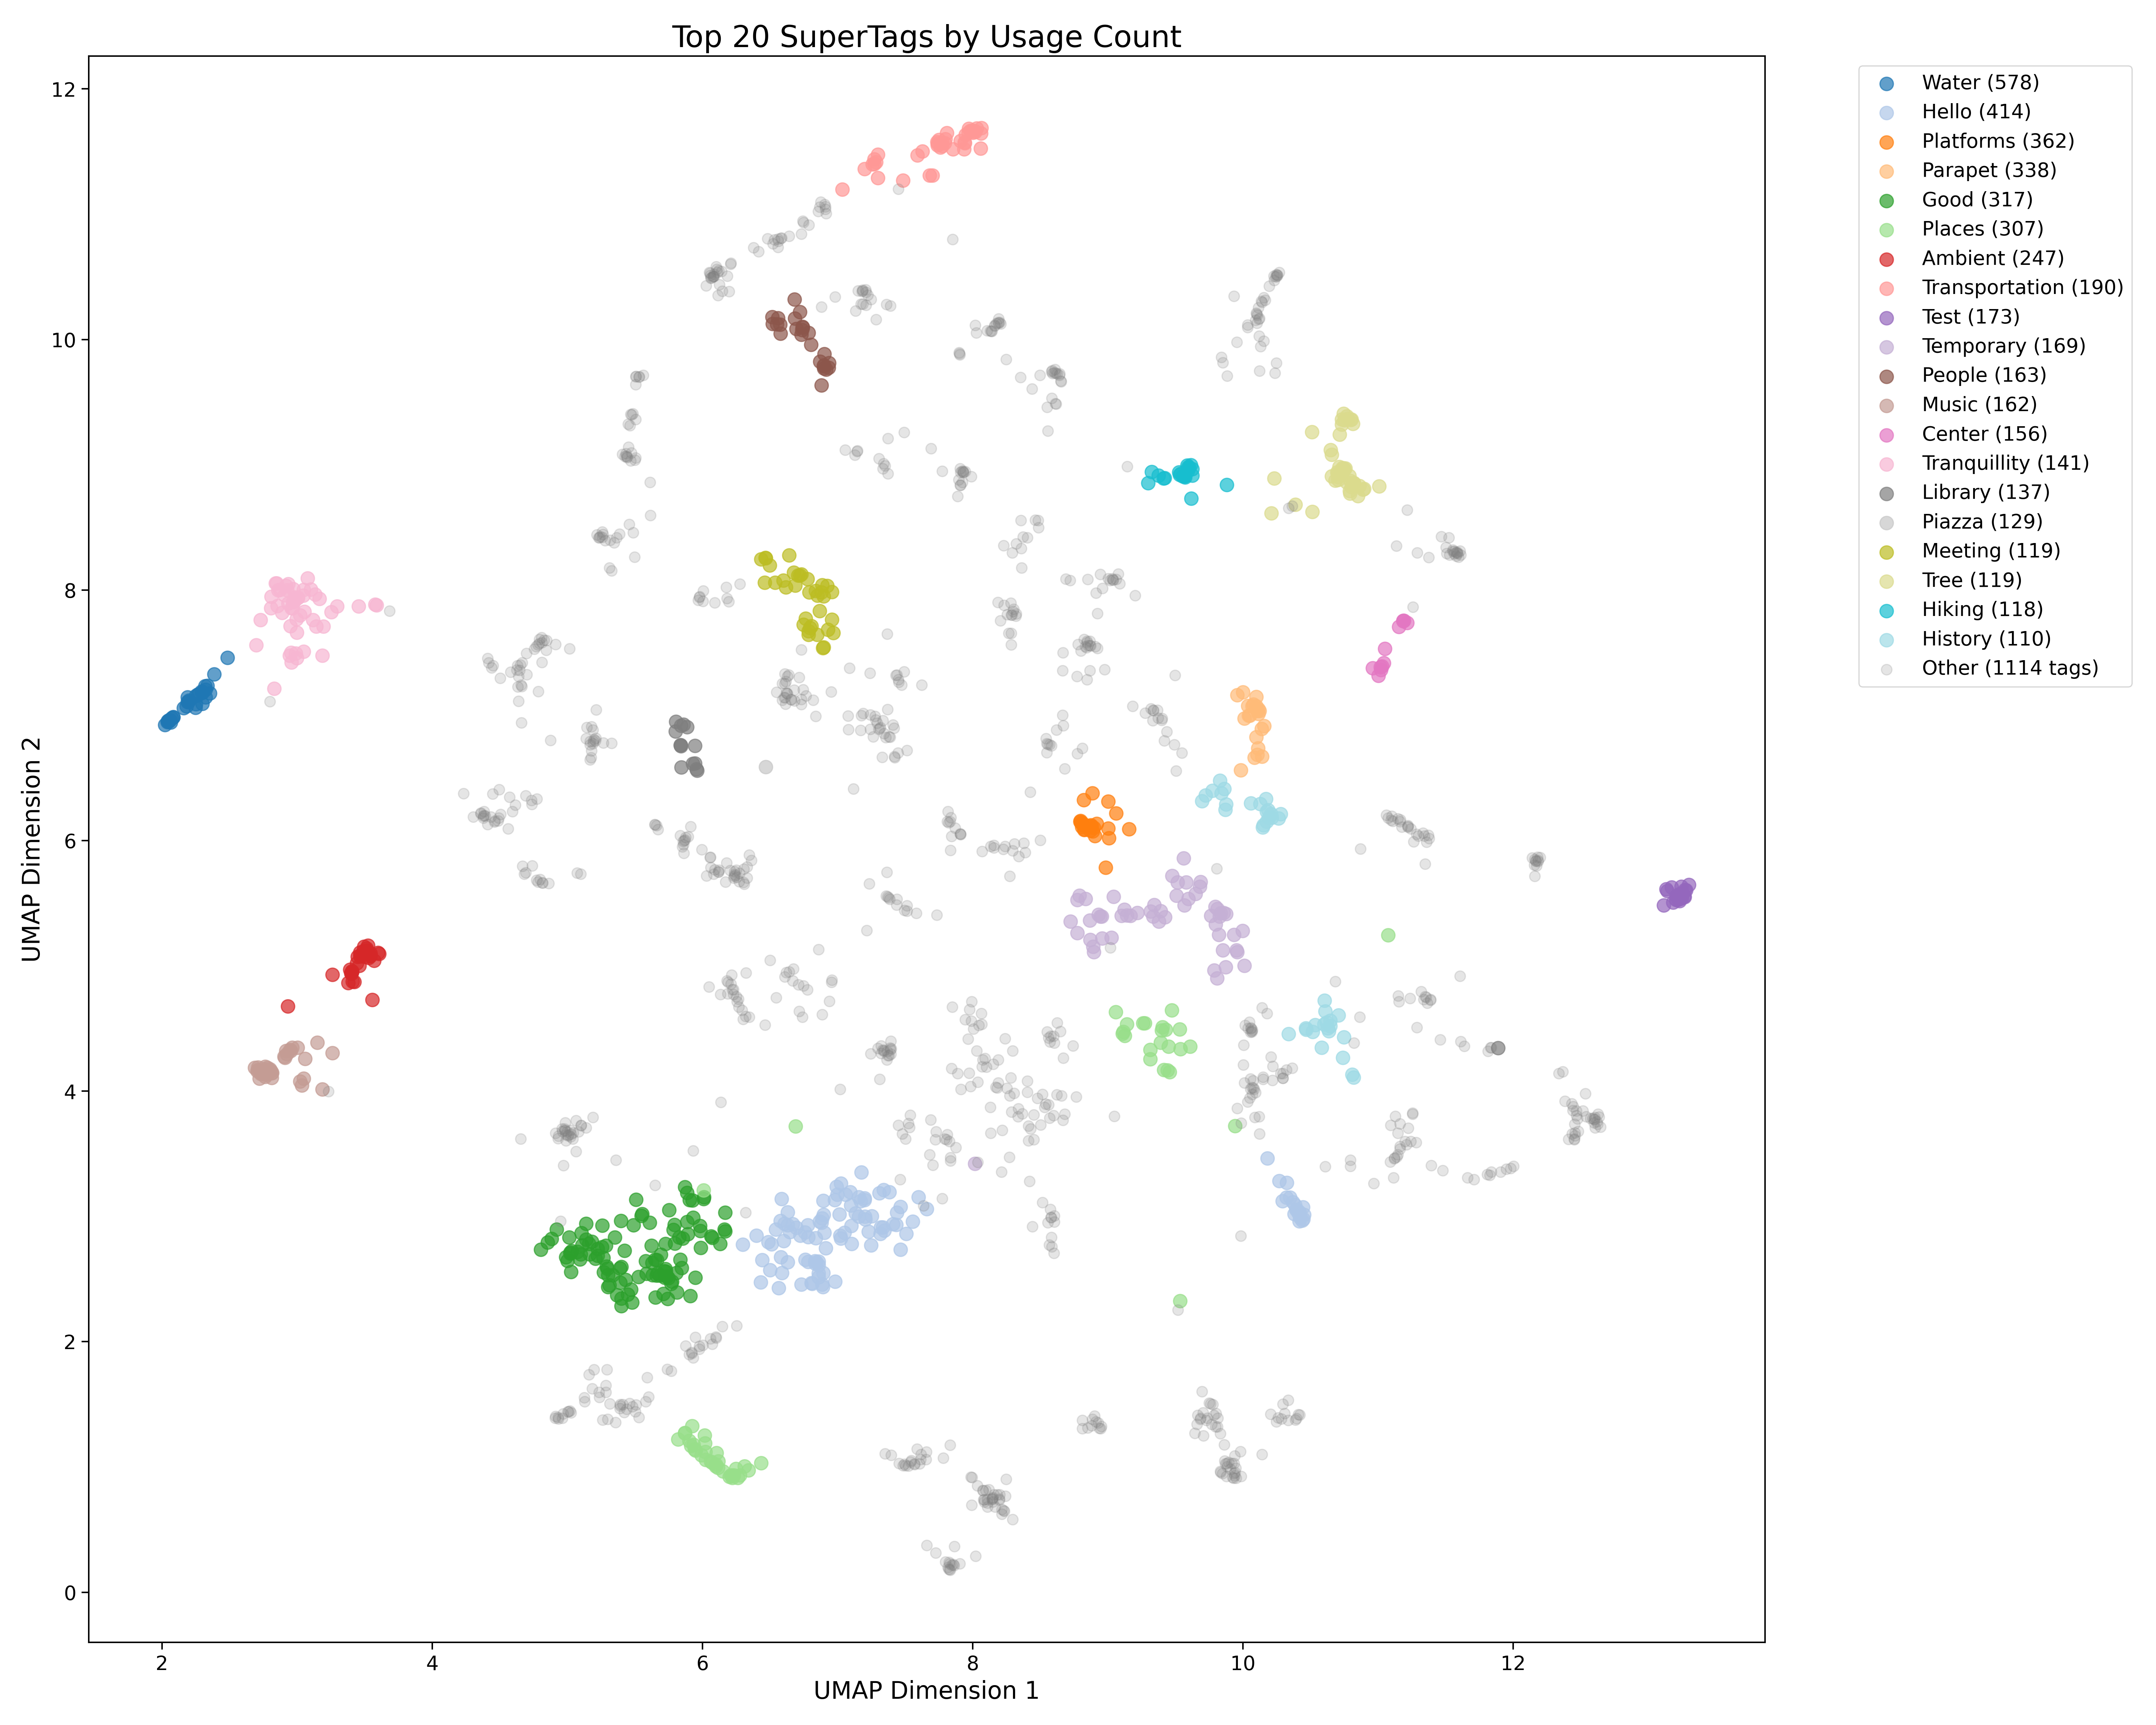 Top 20 SuperTags by Usage Count
12
10
8
6
4
2
0
UMAP Dimension 2
2 4 6 8 10 12
UMAP Dimension 1
Water (578)
Hello (414)
Platforms (362)
Parapet (338)
Good (317)
Places (307)
Ambient (247)
Transportation (190)
Test (173)
Temporary (169)
People (163)
Music (162)
Center (156)
Tranquillity (141)
Library (137)
Piazza (129)
Meeting (119)
Tree (119)
Hiking (118)
History (110)
Other (1114 tags)